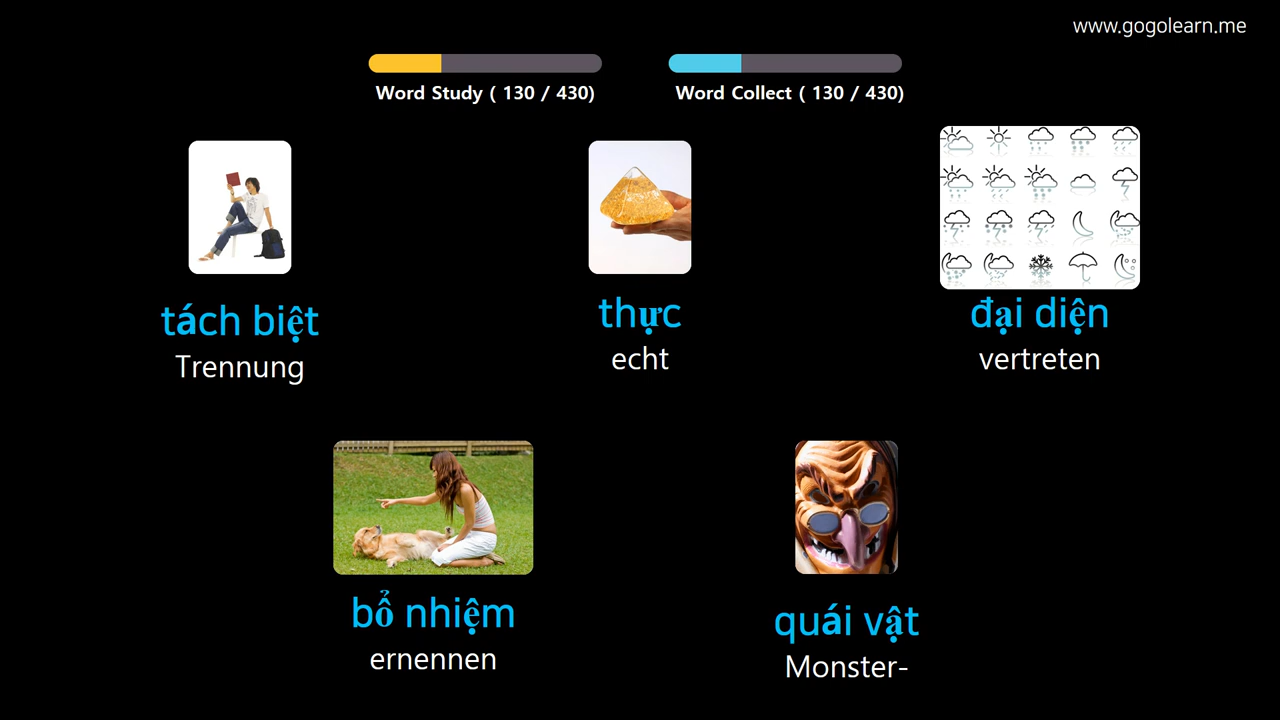 www.gogolearn.me
Word Study ( 130 / 430)
Word Collect ( 130 / 430)
tách biệt
Trennung
thực
echt
đại diện
vertreten
bổ nhiệm
ernennen
quái vật
Monster-